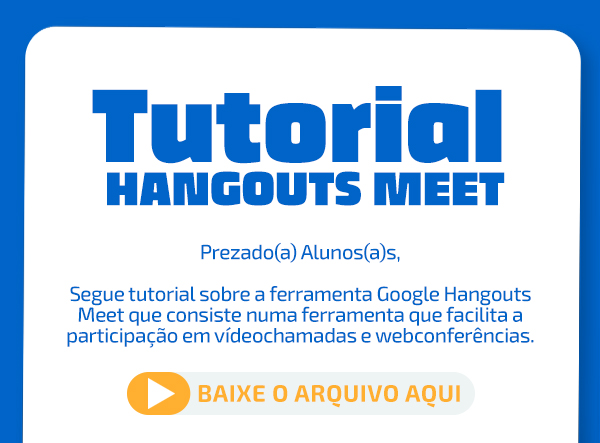 Tutorial
HANGOUTS MEET
Prezado(a) Alunos(a)s,
Segue tutorial sobre a ferramenta Google Hangouts
Meet que consiste numa ferramenta que facilita a
participação em vídeochamadas e webconferências.
BAIXE O ARQUIVO AQUI